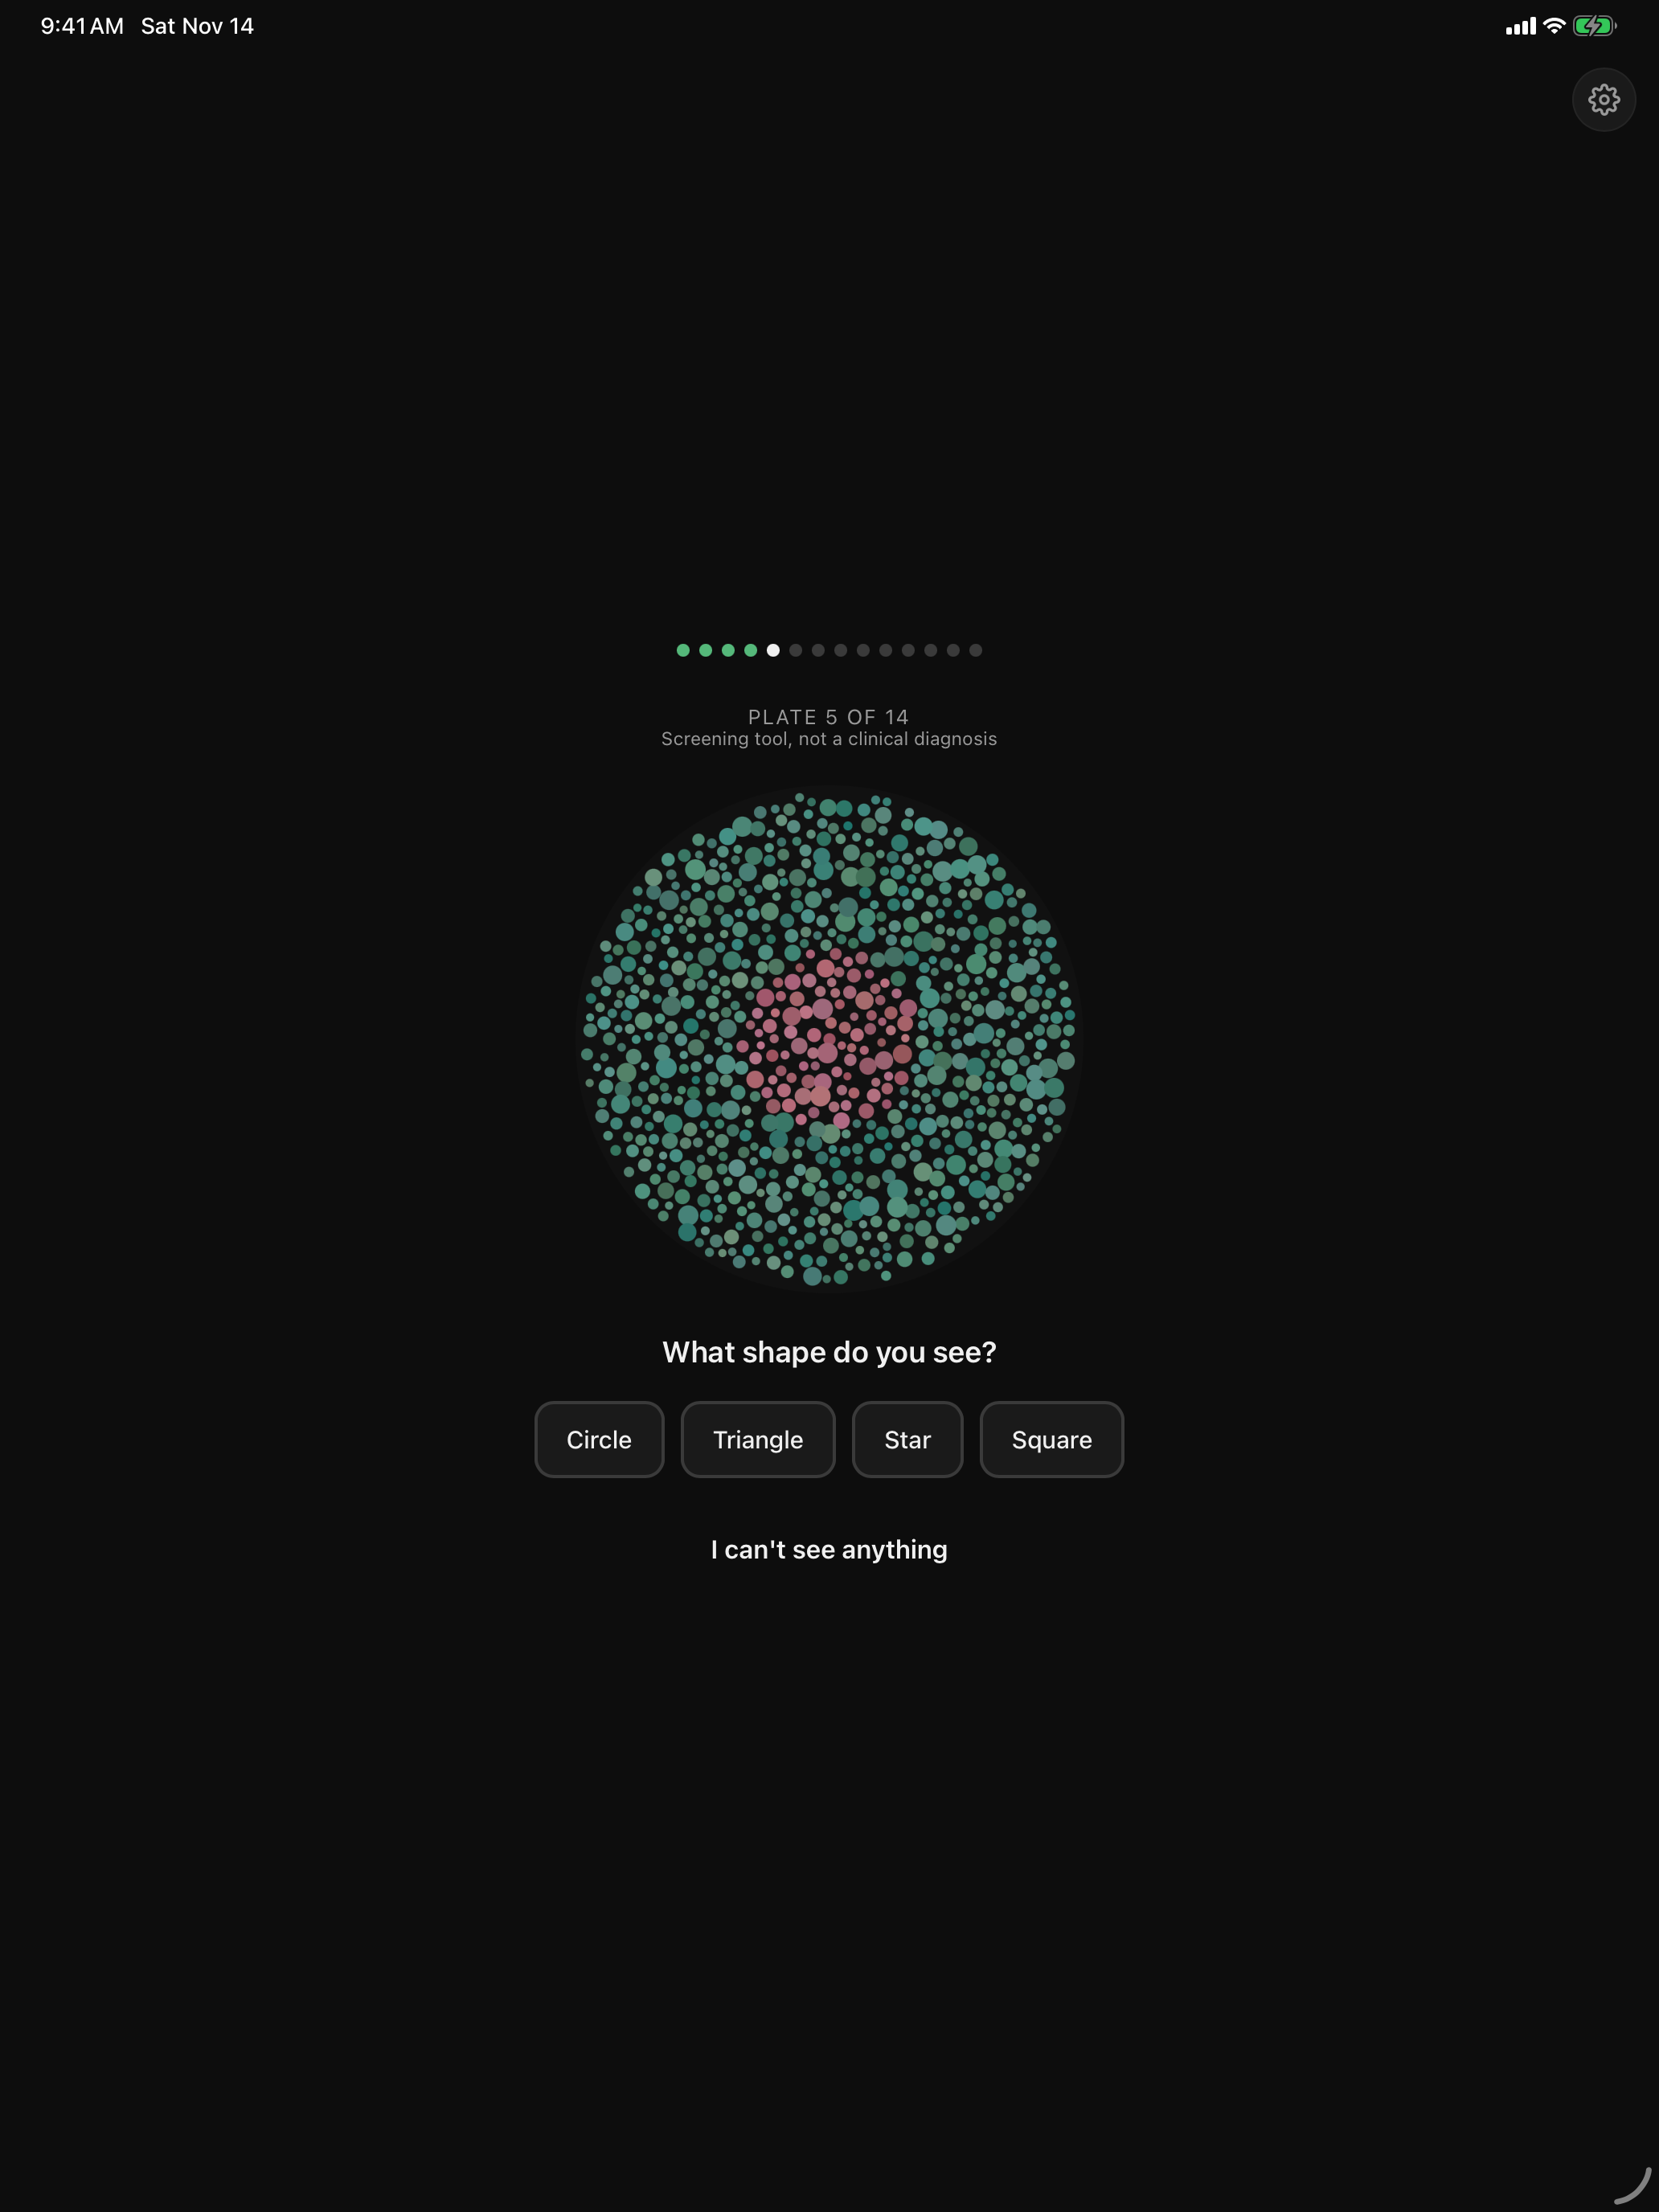 9:41 AM Sat Nov 14
PLATE 5 OF 14
Screening tool, not a clinical diagnosis
What shape do you see?
Circle Triangle Star Square
I can't see anything